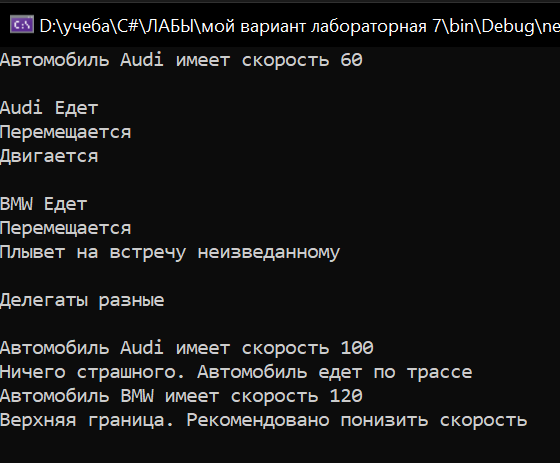 D:\учеба\C#\ЛАБЫ\мой вариант лабораторная 7\bin\Debug\ne
Автомобиль Audi имеет скорость 60
Audi Едет
Перемещается
Двигается
BMW Едет
Перемещается
Плывет на встречу неизведанному
Делегаты разные
Автомобиль Audi имеет скорость 100
Ничего страшного. Автомобиль едет по трассе
Автомобиль BMW имеет скорость 120
Верхняя граница. Рекомендовано понизить скорость